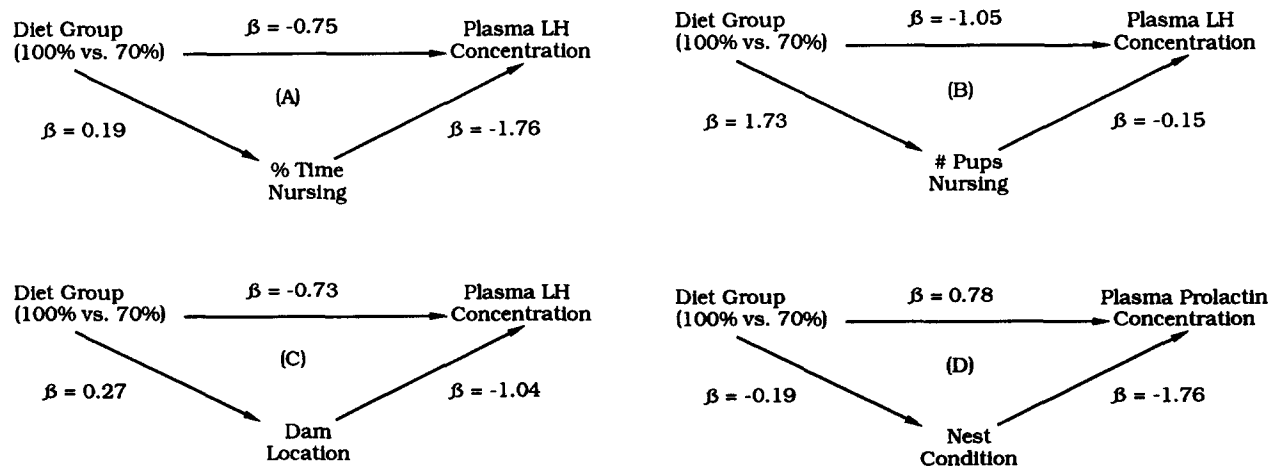 Diet Group
(100% vs. 70%)
β = -0.75
Plasma LH
Concentration
(A)
β = 0.19
β = -1.76
% Time
Nursing
Diet Group
(100% vs. 70%)
β = -1.05
Plasma LH
Concentration
(B)
β = 1.73
β = -0.15
# Pups
Nursing
Diet Group
(100% vs. 70%)
β = -0.73
Plasma LH
Concentration
(C)
β = 0.27
β = -1.04
Dam
Location
Diet Group
(100% vs. 70%)
β = 0.78
Plasma Prolactin
Concentration
(D)
β = -0.19
β = -1.76
Nest
Condition